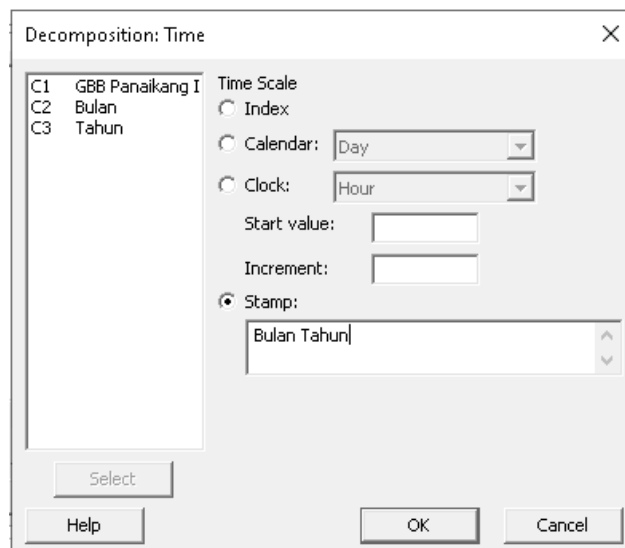 Decomposition: Time
C1 GBB Panaikang I
C2 Bulan
C3 Tahun
Time Scale
Index
Calendar: Day
Clock: Hour
Start value:
Increment:
Stamp:
Bulan Tahun
Select
Help
OK
Cancel